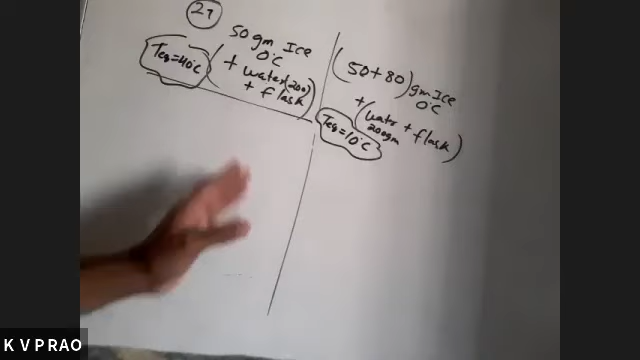 27
50 gm Ice
0°C
+ water(200)
+ flask
Teq=40°C
(50+80)gm Ice
0°C
+ (water + flask)
200gm
Teq=10°C
K V P RAO